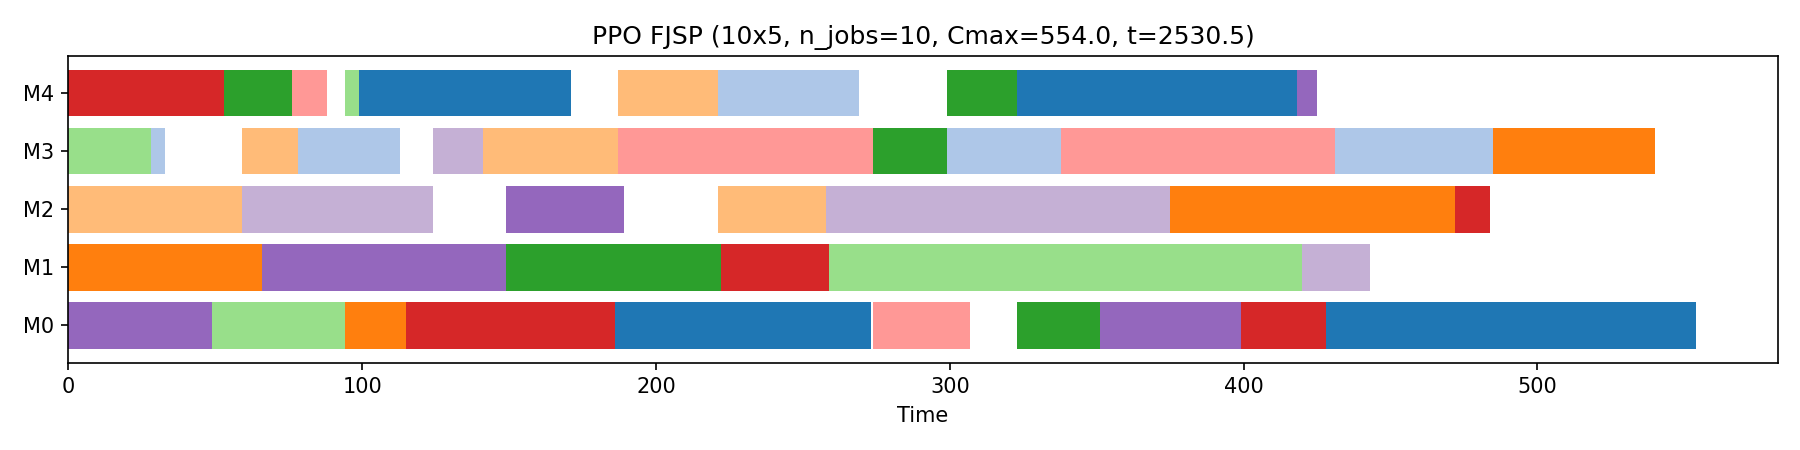 PPO FJSP (10x5, n_jobs=10, Cmax=554.0, t=2530.5)
M4
M3
M2
M1
M0
0 100 200 300 400 500
Time